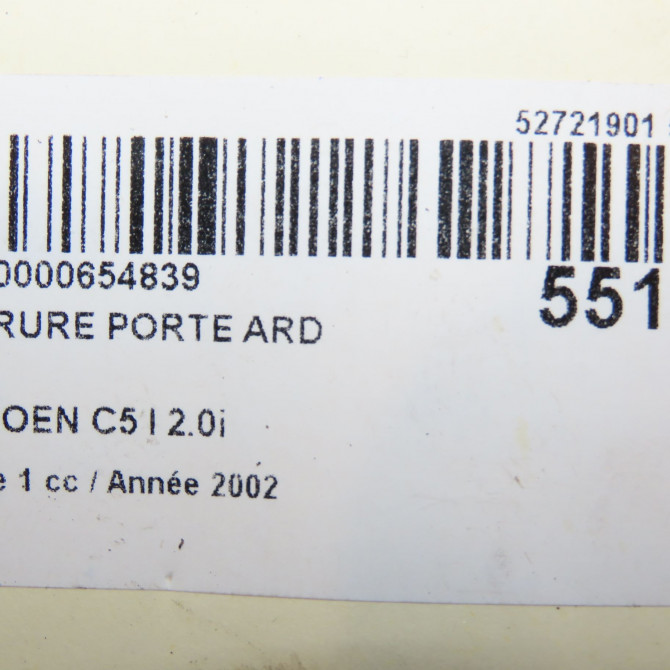 52721901
0000654839
551
RURE PORTE ARD
OEN C5 I 2.0i
e 1 cc / Année 2002